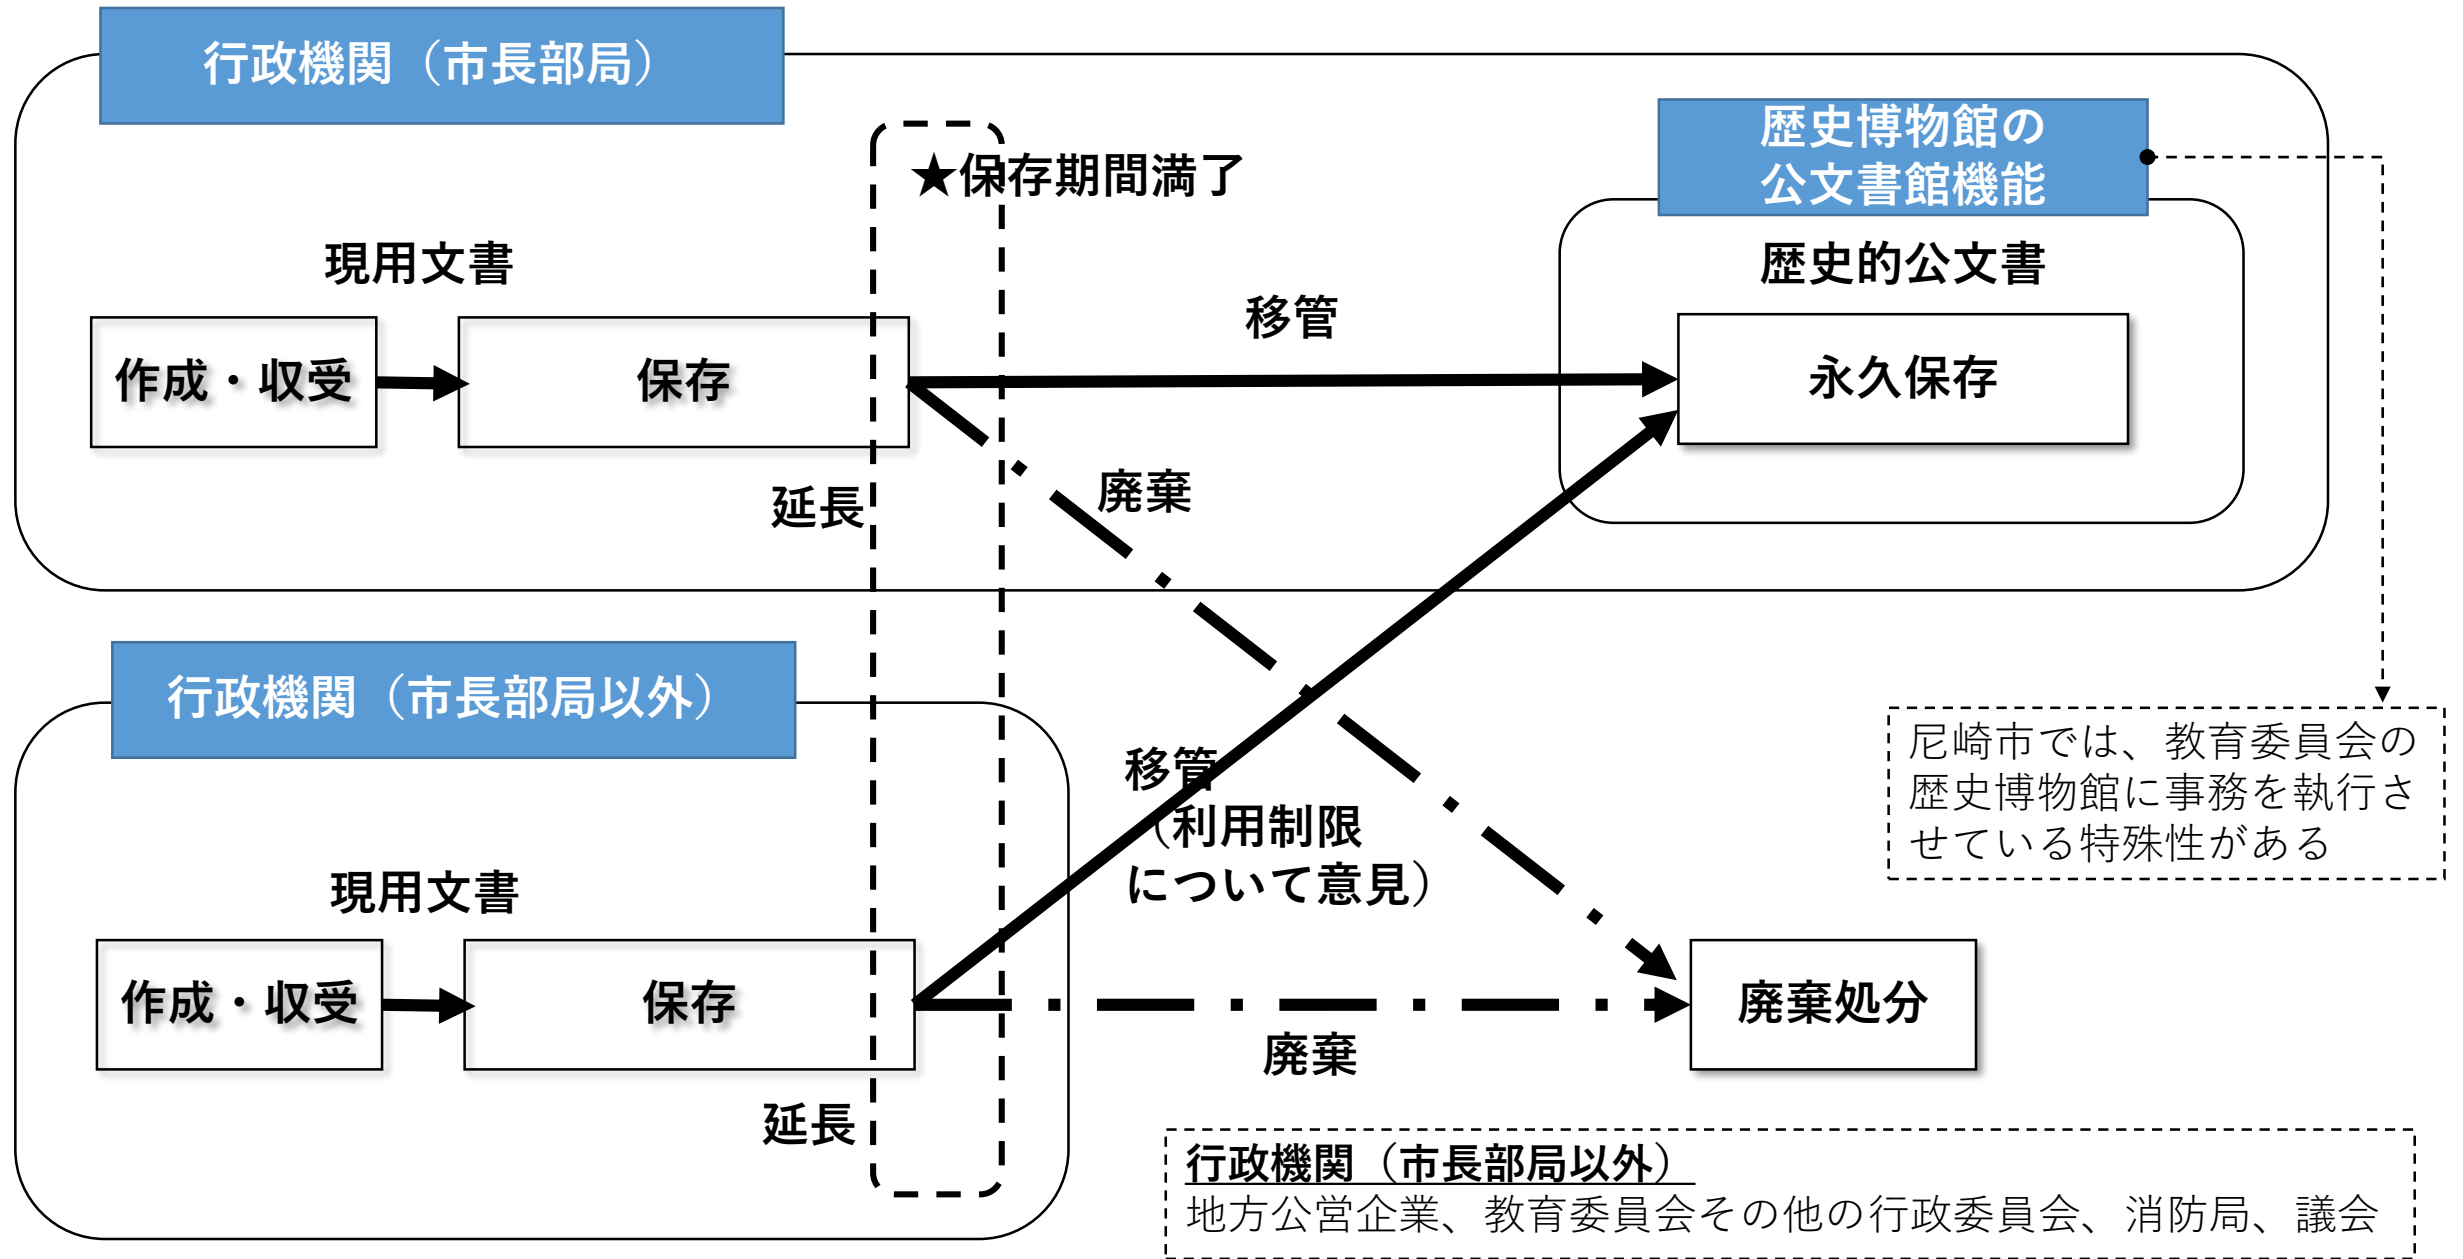 行政機関（市長部局）
歴史博物館の
公文書館機能
★保存期間満了
現用文書
歴史的公文書
移管
作成・収受
保存
永久保存
廃棄
延長
行政機関（市長部局以外）
尼崎市では、教育委員会の
歴史博物館に事務を執行さ
せている特殊性がある
移管
（利用制限
について意見）
現用文書
作成・収受
保存
廃棄処分
廃棄
延長
行政機関（市長部局以外）
地方公営企業、教育委員会その他の行政委員会、消防局、議会